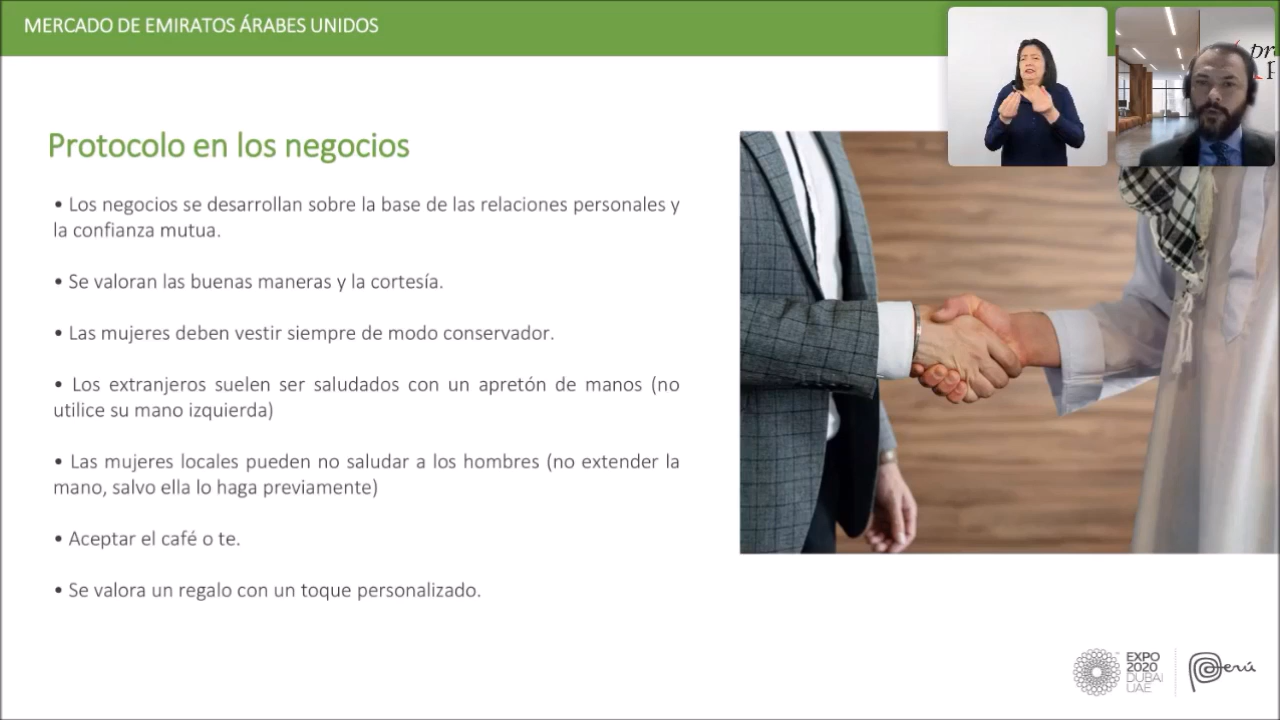 MERCADO DE EMIRATOS ÁRABES UNIDOS
Protocolo en los negocios
• Los negocios se desarrollan sobre la base de las relaciones personales y
la confianza mutua.
• Se valoran las buenas maneras y la cortesía.
• Las mujeres deben vestir siempre de modo conservador.
• Los extranjeros suelen ser saludados con un apretón de manos (no
utilice su mano izquierda)
• Las mujeres locales pueden no saludar a los hombres (no extender la
mano, salvo ella lo haga previamente)
• Aceptar el café o te.
• Se valora un regalo con un toque personalizado.
EXPO
2020
DUBAI
UAE
Perú